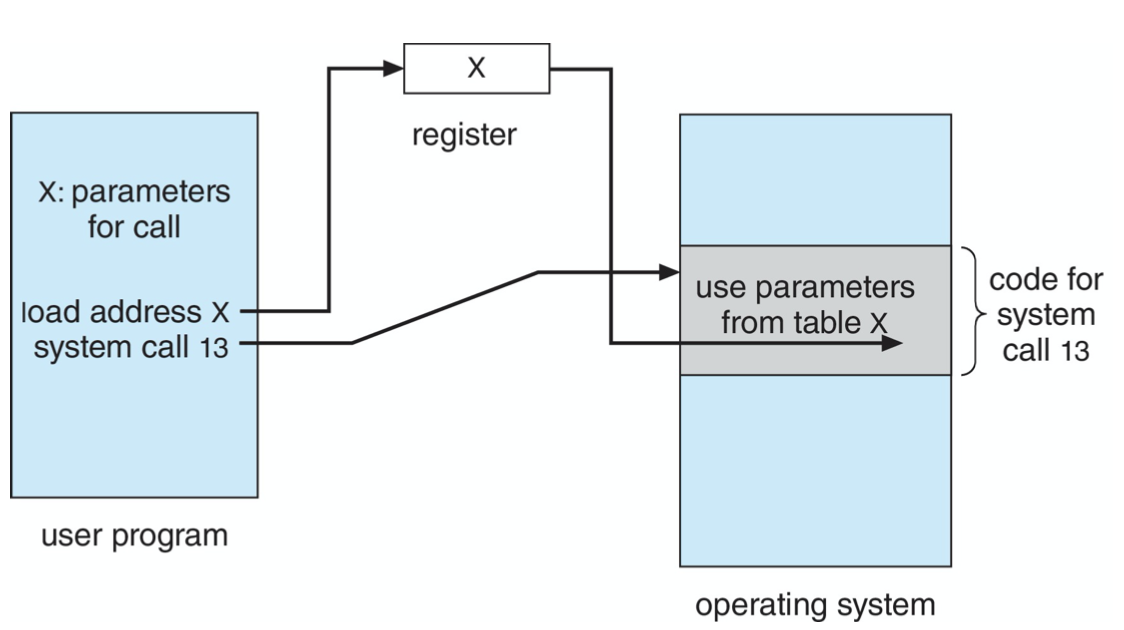 X
register
X: parameters
for call
load address X
system call 13
user program
use parameters
from table X
code for
system
call 13
operating system